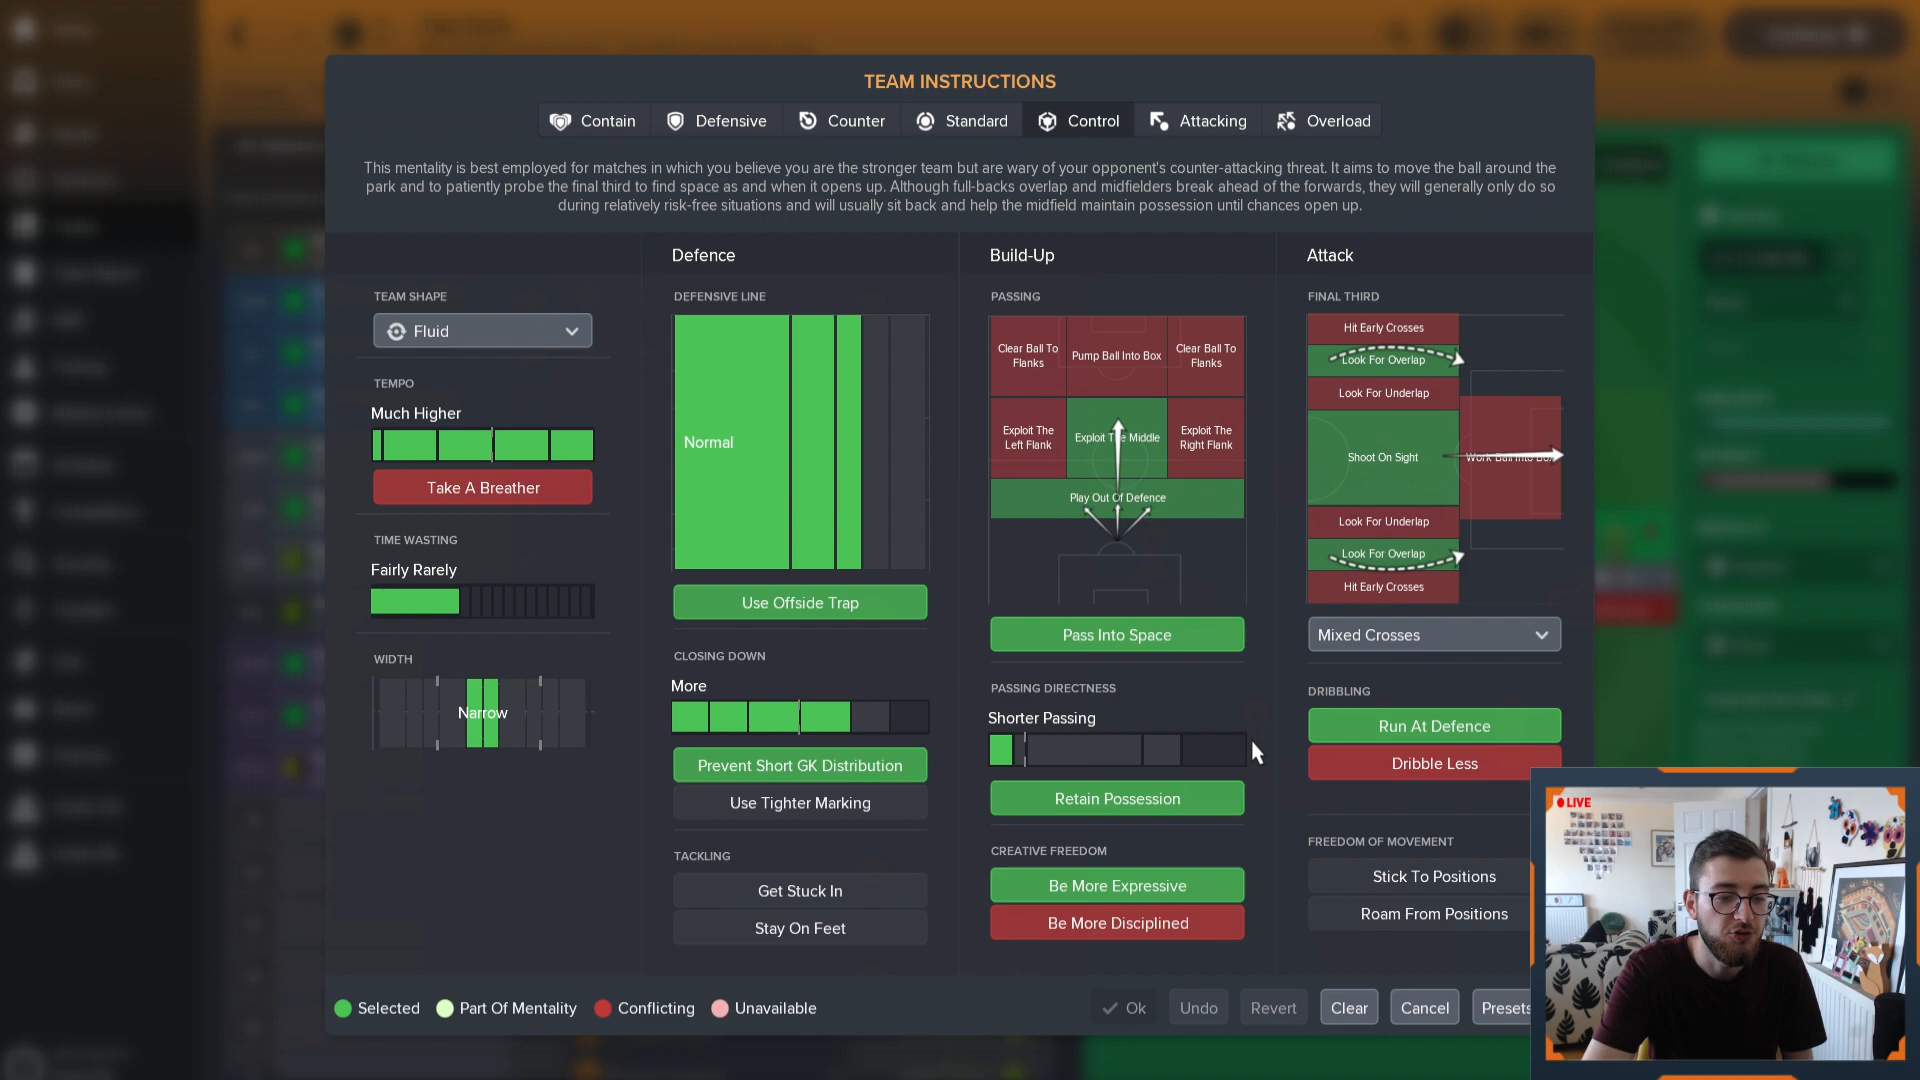 TEAM INSTRUCTIONS
Contain
Defensive
Counter
Standard
Control
Attacking
Overload
This mentality is best employed for matches in which you believe you are the stronger team but are wary of your opponent's counter-attacking threat. It aims to move the ball around the
park and to patiently probe the final third to find space as and when it opens up. Although full-backs overlap and midfielders break ahead of the forwards, they will generally only do so
during relatively risk-free situations and will usually sit back and help the midfield maintain possession until chances open up.
TEAM SHAPE
Fluid
TEMPO
Much Higher
Take A Breather
TIME WASTING
Fairly Rarely
WIDTH
Narrow
Defence
DEFENSIVE LINE
Normal
Use Offside Trap
CLOSING DOWN
More
Prevent Short GK Distribution
Use Tighter Marking
TACKLING
Get Stuck In
Stay On Feet
Build-Up
PASSING
Clear Ball To
Flanks
Pump Ball Into Box
Clear Ball To
Flanks
Exploit The
Left Flank
Exploit The Middle
Exploit The
Right Flank
Play Out Of Defence
Pass Into Space
PASSING DIRECTNESS
Shorter Passing
Retain Possession
CREATIVE FREEDOM
Be More Expressive
Be More Disciplined
Attack
FINAL THIRD
Hit Early Crosses
Look For Overlap
Look For Underlap
Shoot On Sight
Work Ball Into Box
Look For Underlap
Look For Overlap
Hit Early Crosses
Mixed Crosses
DRIBBLING
Run At Defence
Dribble Less
FREEDOM OF MOVEMENT
Stick To Positions
Roam From Positions
LIVE
Selected
Part Of Mentality
Conflicting
Unavailable
Ok
Undo
Revert
Clear
Cancel
Presets